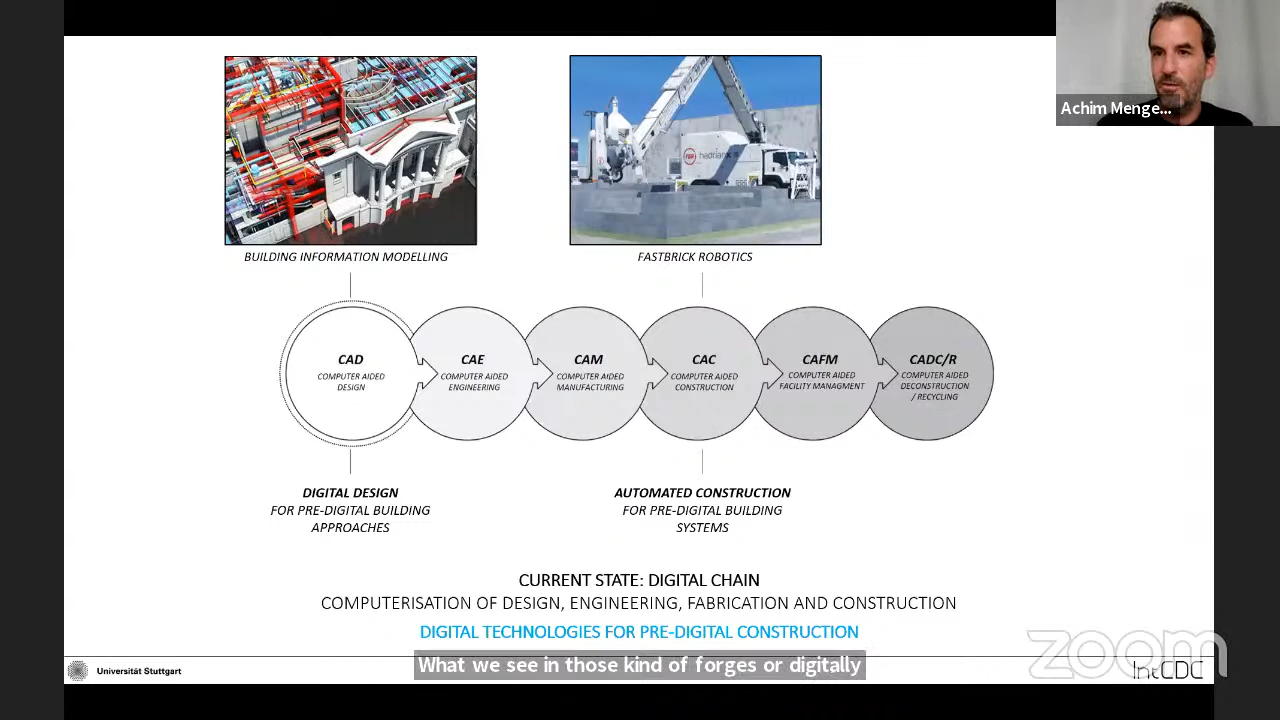 Achim Menge...
FBR
hadrian
BUILDING INFORMATION MODELLING
FASTBRICK ROBOTICS
CAD
COMPUTER AIDED
DESIGN
CAE
COMPUTER AIDED
ENGINEERING
CAM
COMPUTER AIDED
MANUFACTURING
CAC
COMPUTER AIDED
CONSTRUCTION
CAFM
COMPUTER AIDED
FACILITY MANAGMENT
CADC/R
COMPUTER AIDED
DECONSTRUCTION
/ RECYCLING
DIGITAL DESIGN
FOR PRE-DIGITAL BUILDING
APPROACHES
AUTOMATED CONSTRUCTION
FOR PRE-DIGITAL BUILDING
SYSTEMS
CURRENT STATE: DIGITAL CHAIN
COMPUTERISATION OF DESIGN, ENGINEERING, FABRICATION AND CONSTRUCTION
DIGITAL TECHNOLOGIES FOR PRE-DIGITAL CONSTRUCTION
What we see in those kind of forges or digitally
zoom
Universität Stuttgart
IntCDC